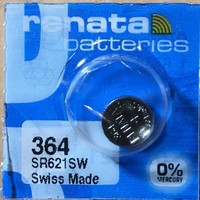 renata
batteries
364
SR621SW
Swiss Made
0%
MERCURY